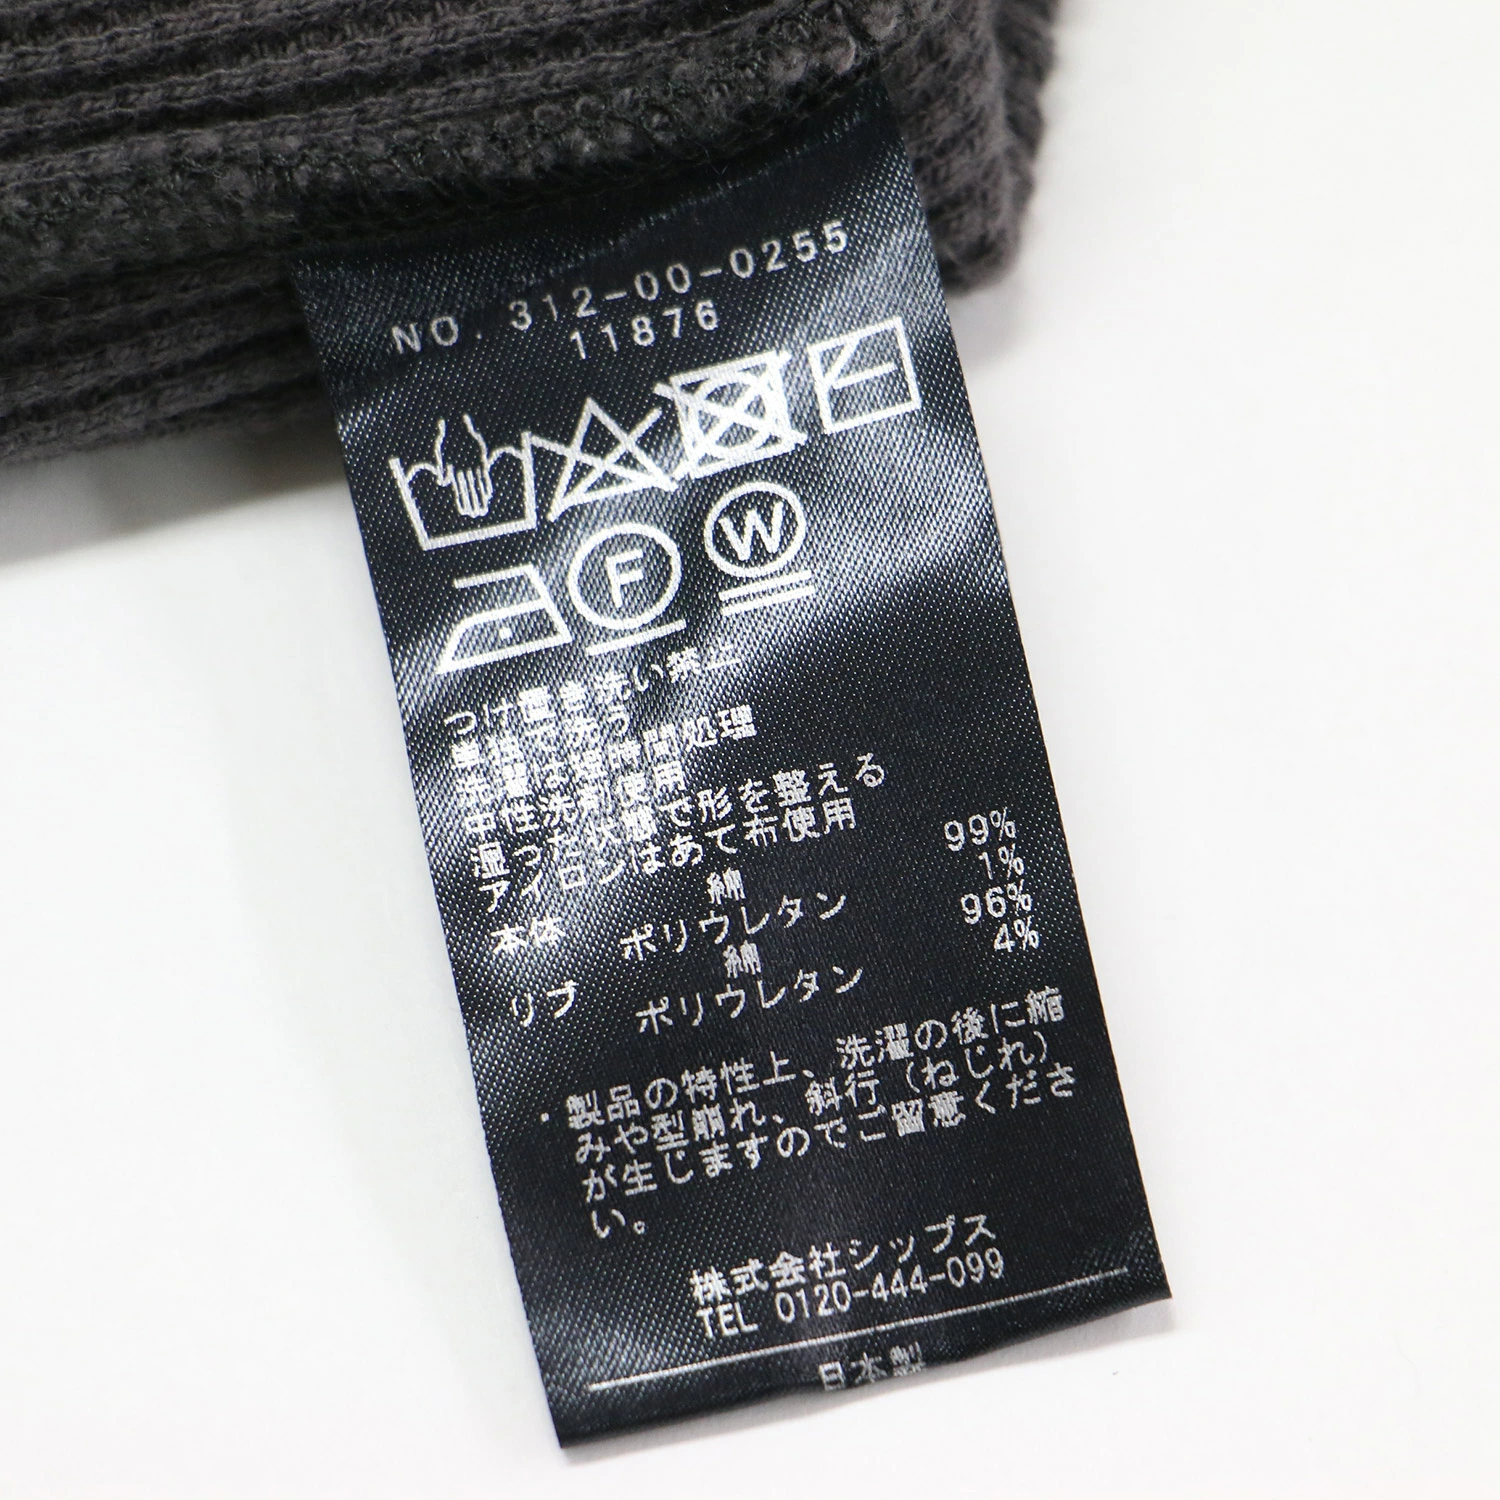 NO. 312-00-0255
11876
F
W
つけ置き洗い禁止
単独で洗う
洗濯は短時間処理
中性洗剤使用
湿った状態で形を整える
アイロンはあて布使用
本体 綿 99%
ポリウレタン 1%
リブ 綿 96%
ポリウレタン 4%
・製品の特性上、洗濯の後に縮
みや型崩れ、斜行(ねじれ)
が生じますのでご留意くださ
い。
株式会社シップス
TEL 0120-444-099
日本製